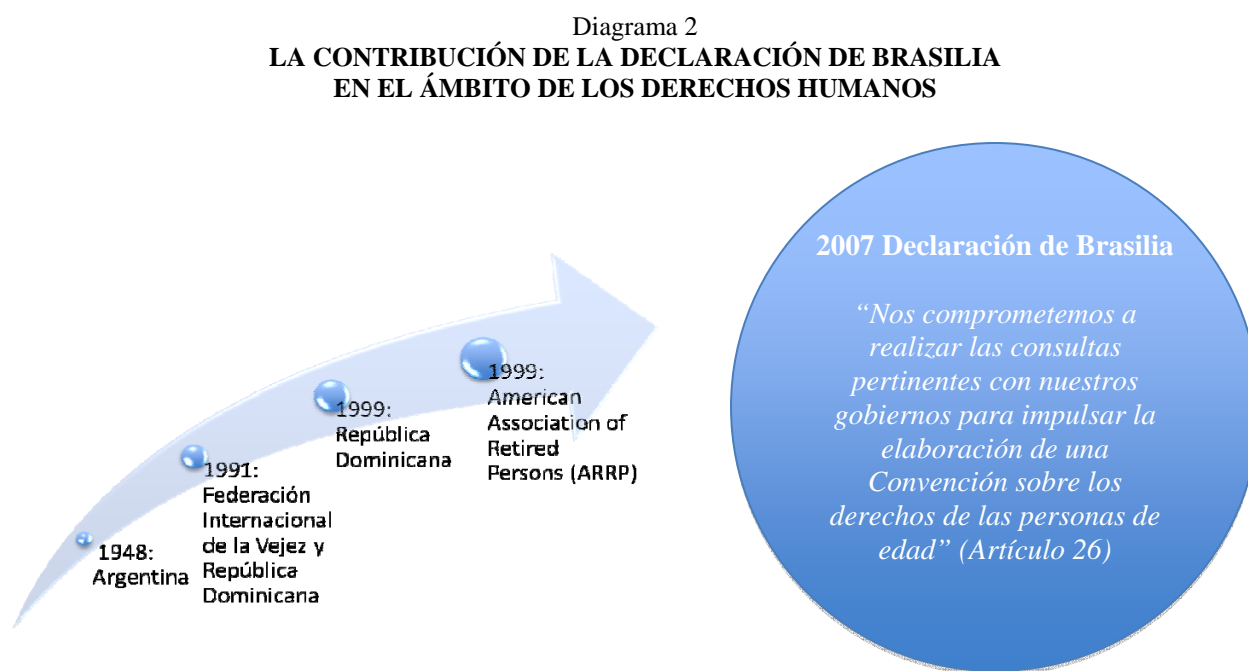 Diagrama 2
LA CONTRIBUCIÓN DE LA DECLARACIÓN DE BRASILIA
EN EL ÁMBITO DE LOS DERECHOS HUMANOS
1948:
Argentina
1991:
Federación
Internacional
de la Vejez y
República
Dominicana
1999:
República
Dominicana
1999:
American
Association of
Retired
Persons (ARRP)
2007 Declaración de Brasilia
“Nos comprometemos a
realizar las consultas
pertinentes con nuestros
gobiernos para impulsar la
elaboración de una
Convención sobre los
derechos de las personas de
edad” (Artículo 26)